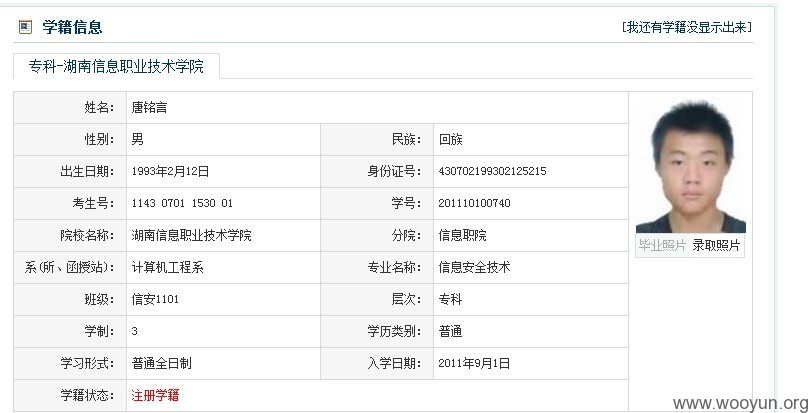 学籍信息 [我还有学籍没显示出来]
专科-湖南信息职业技术学院
姓名: 唐铭言
性别: 男 民族: 回族
出生日期: 1993年2月12日 身份证号: 430702199302125215
考生号: 1143 0701 1530 01 学号: 201110100740
院校名称: 湖南信息职业技术学院 分院: 信息职院
毕业照片 录取照片
系(所、函授站): 计算机工程系 专业名称: 信息安全技术
班级: 信安1101 层次: 专科
学制: 3 学历类别: 普通
学习形式: 普通全日制 入学日期: 2011年9月1日
学籍状态: 注册学籍
www.wooyun.org